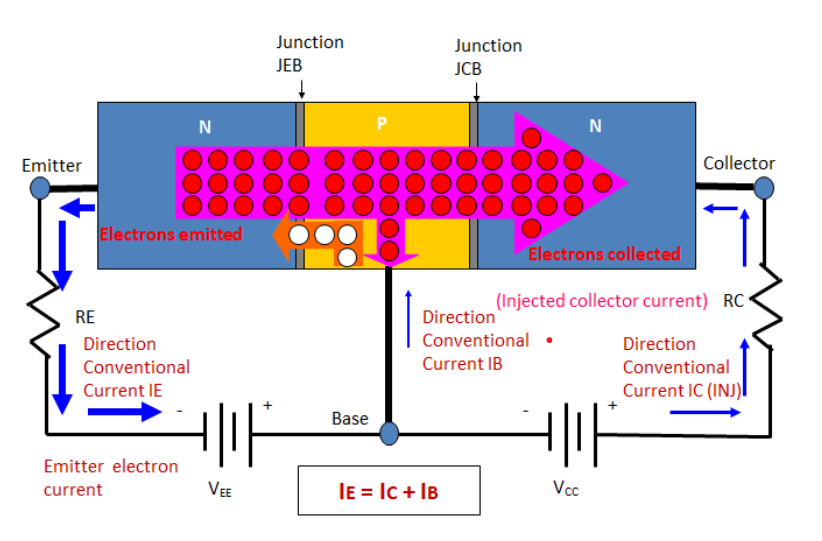 Junction
JEB
Junction
JCB
N
P
N
Emitter
Collector
Electrons emitted
Electrons collected
(Injected collector current)
RC
RE
Direction
Conventional
Current IE
Direction
Conventional
Current IB
Direction
Conventional
Current IC (INJ)
-
+
Base
-
+
Emitter electron
current
VEE
IE = IC + IB
VCC